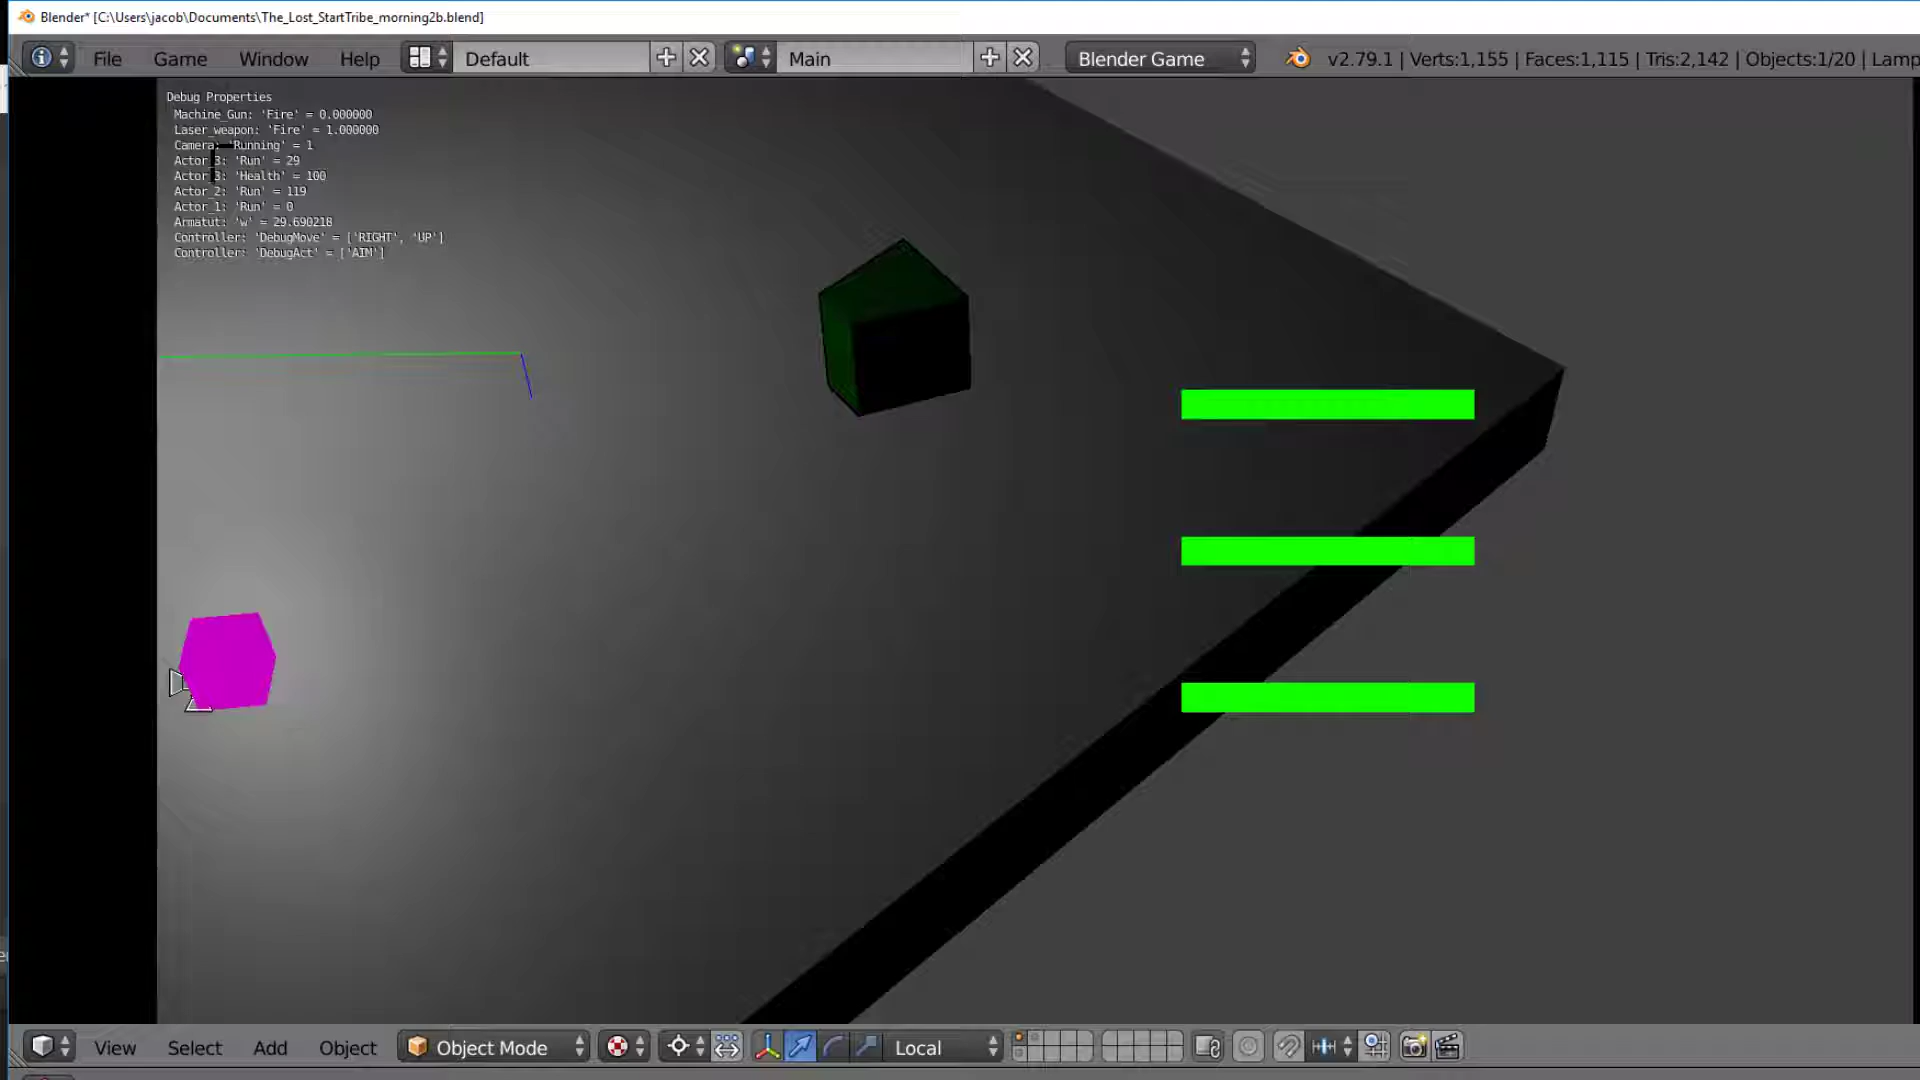 Blender* [C:\Users\jacob\Documents\The_Lost_StartTribe_morning2b.blend]
File Game Window Help Default Main Blender Game v2.79.1 | Verts:1,155 | Faces:1,115 | Tris:2,142 | Objects:1/20 | Lamp
Debug Properties
Machine_Gun: 'Fire' = 0.000000
Laser_weapon: 'Fire' = 1.000000
Camera: 'Running' = 1
Actor_3: 'Run' = 29
Actor_3: 'Health' = 100
Actor_2: 'Run' = 119
Actor_1: 'Run' = 0
Armatut: 'w' = 29.690218
Controller: 'DebugMove' = ['RIGHT', 'UP']
Controller: 'DebugAct' = ['AIM']
View Select Add Object Object Mode Local